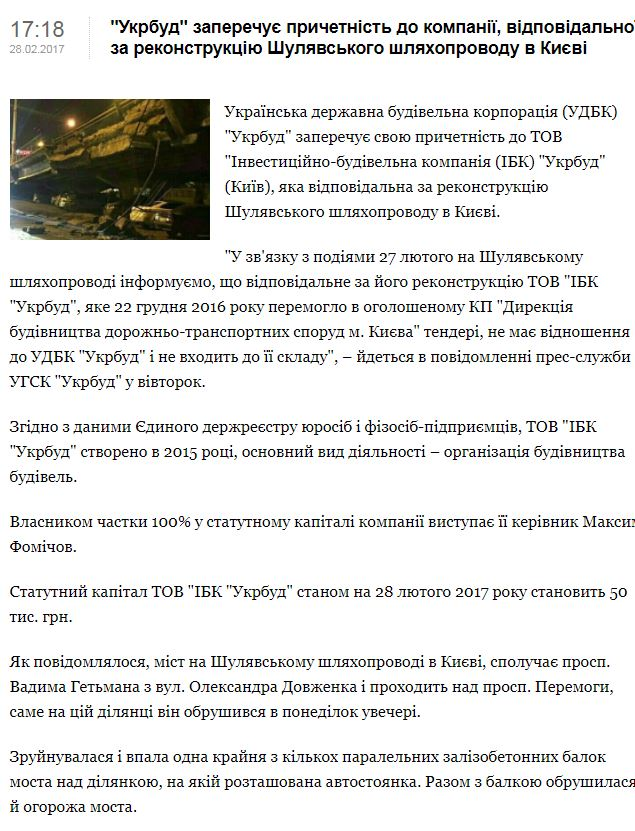 17:18
28.02.2017
"Укрбуд" заперечує причетність до компанії, відповідально
за реконструкцію Шулявського шляхопроводу в Києві
Українська державна будівельна корпорація (УДБК)
"Укрбуд" заперечує свою причетність до ТОВ
"Інвестиційно-будівельна компанія (ІБК) "Укрбуд"
(Київ), яка відповідальна за реконструкцію
Шулявського шляхопроводу в Києві.
"У зв'язку з подіями 27 лютого на Шулявському
шляхопроводі інформуємо, що відповідальне за його реконструкцію ТОВ "ІБК
"Укрбуд", яке 22 грудня 2016 року перемогло в оголошеному КП "Дирекція
будівництва дорожньо-транспортних споруд м. Києва" тендері, не має відношення
до УДБК "Укрбуд" і не входить до її складу", – йдеться в повідомленні прес-служби
УГСК "Укрбуд" у вівторок.
Згідно з даними Єдиного держреєстру юросіб і фізосіб-підприємців, ТОВ "ІБК
"Укрбуд" створено в 2015 році, основний вид діяльності – організація будівництва
будівель.
Власником частки 100% у статутному капіталі компанії виступає її керівник Максим
Фомічов.
Статутний капітал ТОВ "ІБК "Укрбуд" станом на 28 лютого 2017 року становить 50
тис. грн.
Як повідомлялося, міст на Шулявському шляхопроводі в Києві, сполучає просп.
Вадима Гетьмана з вул. Олександра Довженка і проходить над просп. Перемоги,
саме на цій ділянці він обрушився в понеділок увечері.
Зруйнувалася і впала одна крайня з кількох паралельних залізобетонних балок
моста над ділянкою, на якій розташована автостоянка. Разом з балкою обрушилася
й огорожа моста.